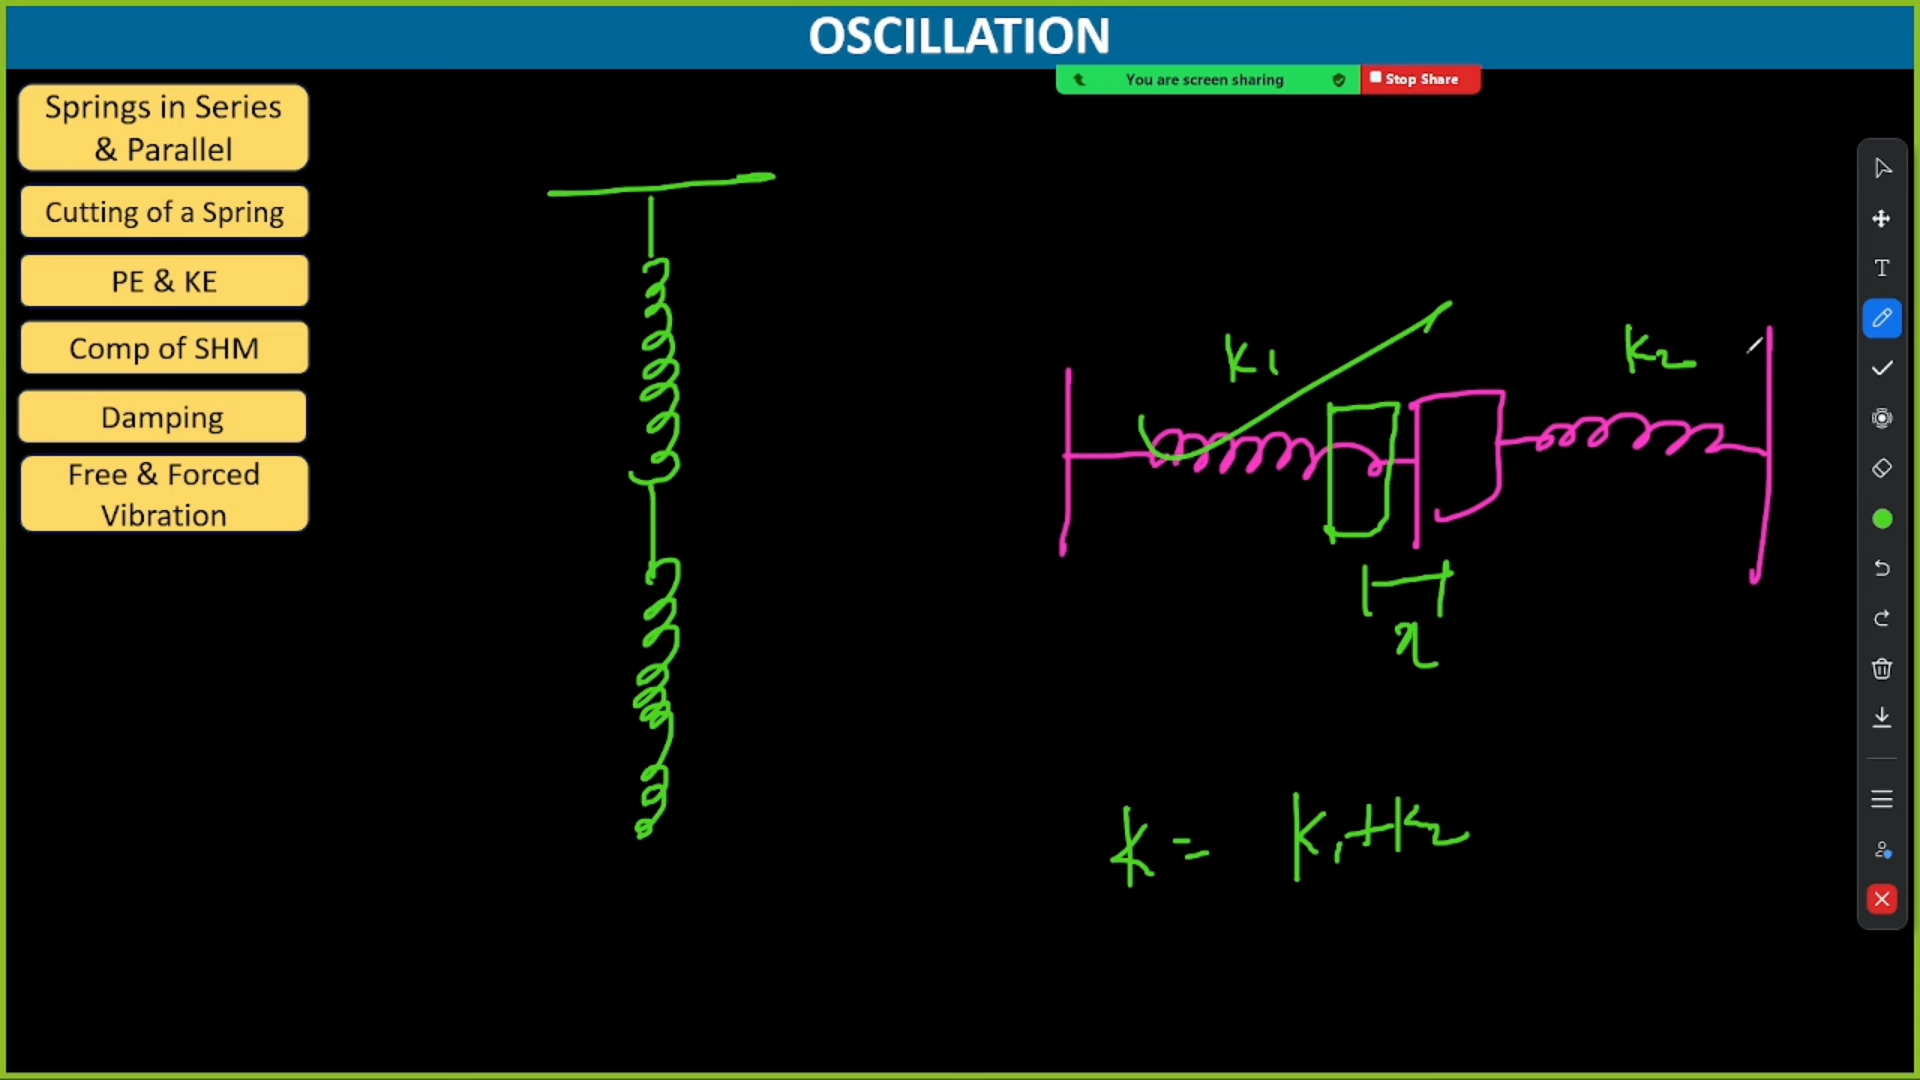 OSCILLATION
You are screen sharing
Stop Share
Springs in Series
& Parallel
Cutting of a Spring
PE & KE
Comp of SHM
Damping
Free & Forced
Vibration
K1
K2
x
K = K1+K2
T